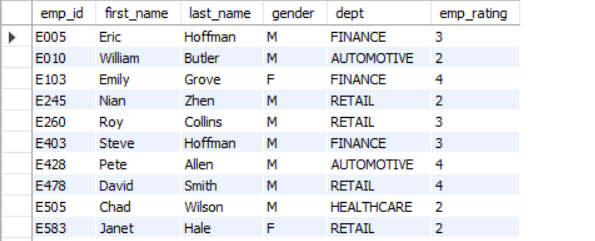 emp_id first_name last_name gender dept emp_rating
E005 Eric Hoffman M FINANCE 3
E010 William Butler M AUTOMOTIVE 2
E103 Emily Grove F FINANCE 4
E245 Nian Zhen M RETAIL 2
E260 Roy Collins M RETAIL 3
E403 Steve Hoffman M FINANCE 3
E428 Pete Allen M AUTOMOTIVE 4
E478 David Smith M RETAIL 4
E505 Chad Wilson M HEALTHCARE 2
E583 Janet Hale F RETAIL 2